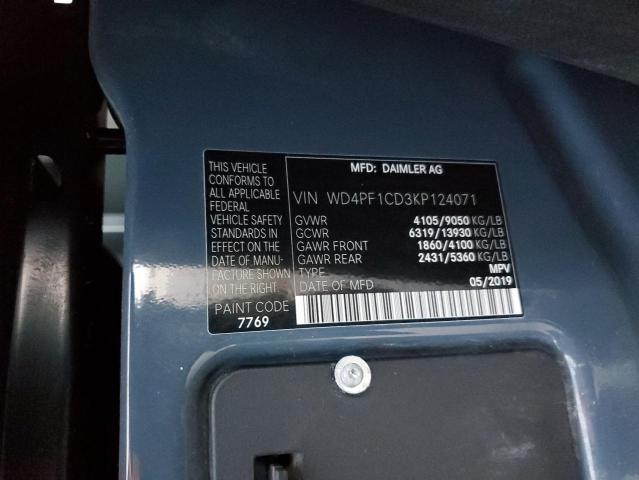 THIS VEHICLE
CONFORMS TO
ALL APPLICABLE
FEDERAL
VEHICLE SAFETY
STANDARDS IN
EFFECT ON THE
DATE OF MANU-
FACTURE SHOWN
ON THE RIGHT.
PAINT CODE
7769
MFD: DAIMLER AG
VIN WD4PF1CD3KP124071
GVWR 4105/9050 KG/LB
GCWR 6319/13930 KG/LB
GAWR FRONT 1860/4100 KG/LB
GAWR REAR 2431/5360 KG/LB
TYPE MPV
DATE OF MFD 05/2019